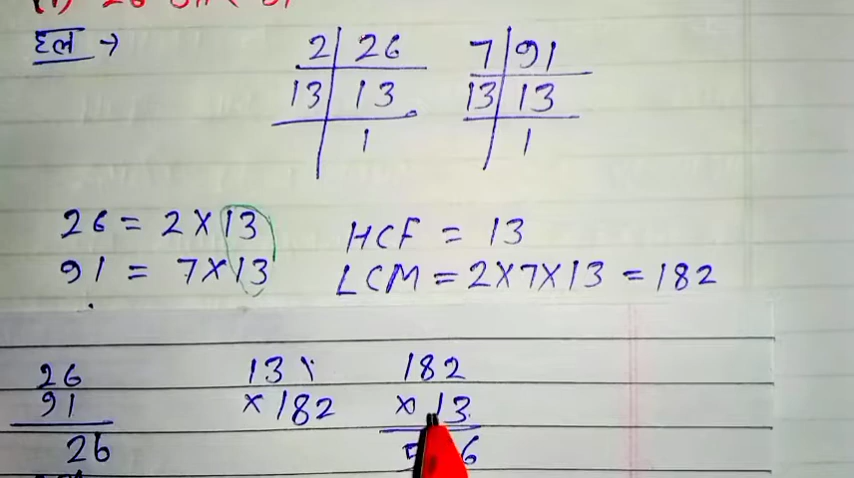 हल →
2 | 26   7 | 91
13 | 13   13 | 13
1   1
26 = 2 × 13   HCF = 13
91 = 7 × 13   LCM = 2×7×13 = 182
26   13   182
91   ×182   × 13
26   6